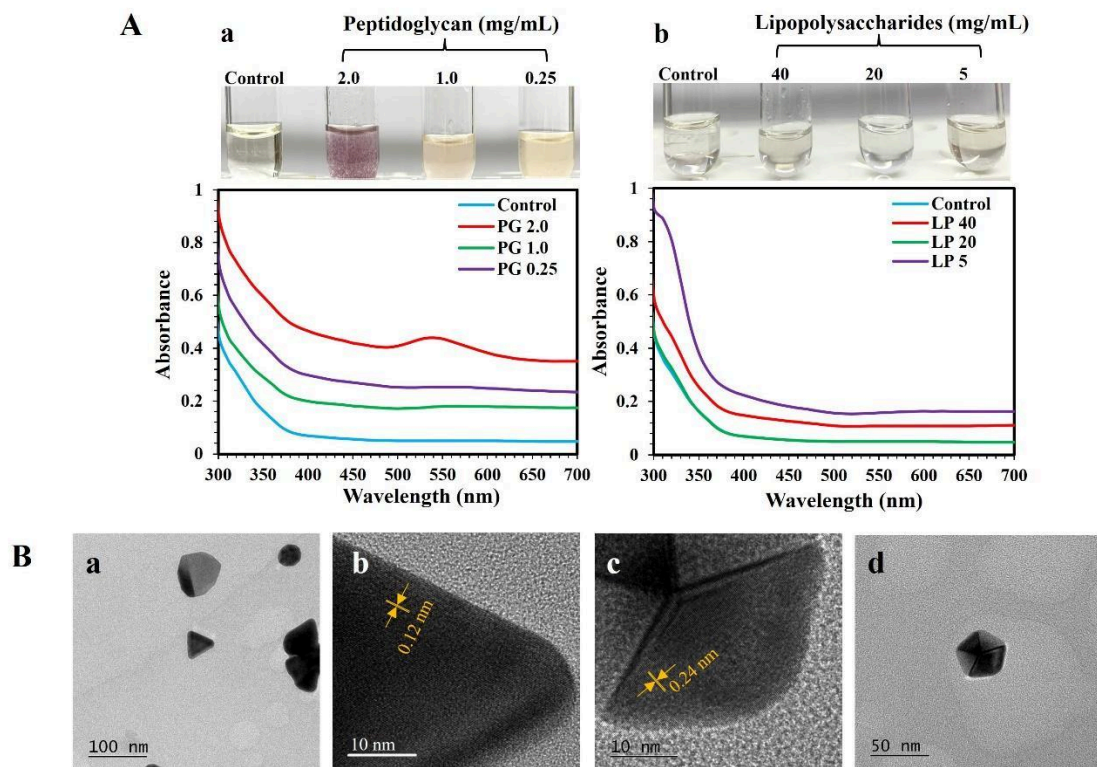 A
a
Peptidoglycan (mg/mL)
Control
2.0
1.0
0.25
b
Lipopolysaccharides (mg/mL)
Control
40
20
5
1
0.8
0.6
0.4
0.2
0
Absorbance
Control
PG 2.0
PG 1.0
PG 0.25
300
350
400
450
500
550
600
650
700
Wavelength (nm)
1
0.8
0.6
0.4
0.2
0
Absorbance
Control
LP 40
LP 20
LP 5
300
350
400
450
500
550
600
650
700
Wavelength (nm)
B
a
100 nm
b
0.12 nm
10 nm
c
0.24 nm
10 nm
d
50 nm